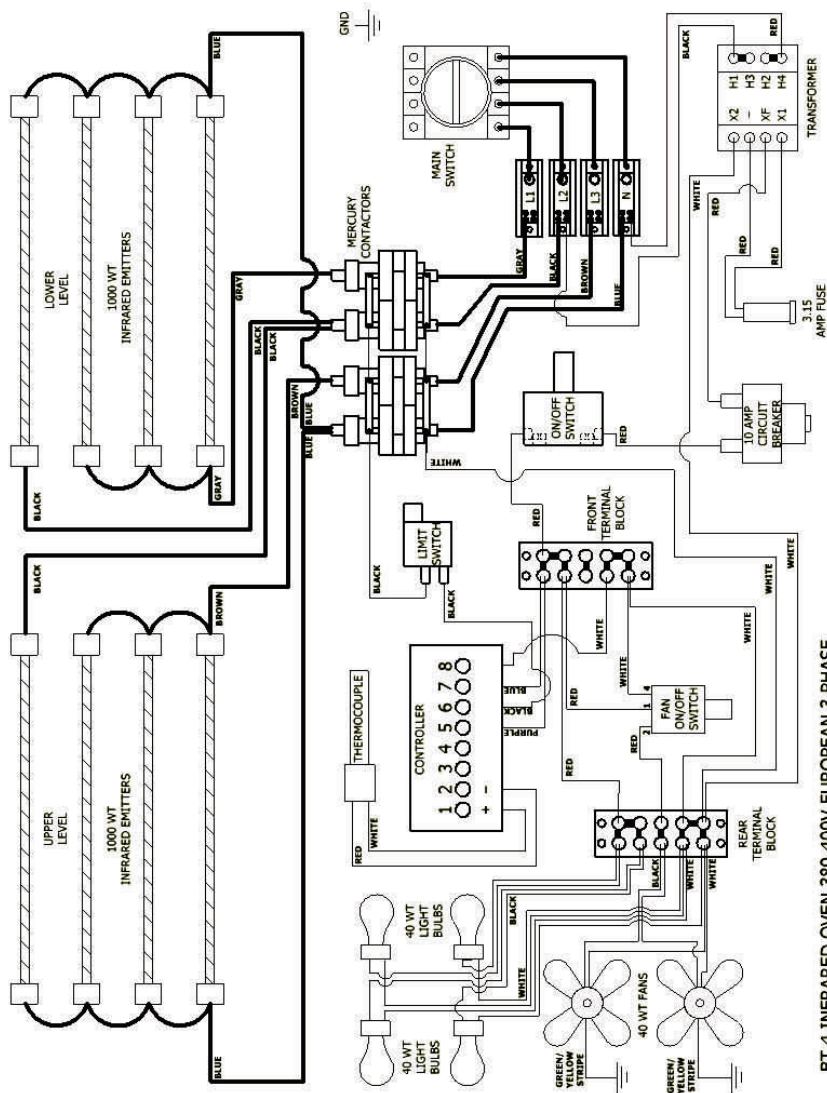 BLUE
BLACK
RED
GND
H1
H3
H2
H4
X2
–
XF
X1
TRANSFORMER
MAIN
SWITCH
MERCURY
CONTACTORS
L1
L2
L3
N
WHITE
RED
RED
RED
3.15
AMP FUSE
GRAY
BLACK
BROWN
BLUE
LOWER
LEVEL
1000 WT
INFRARED EMITTERS
GRAY
BLACK
BLACK
BROWN
BLUE
BLUE
ON/OFF
SWITCH
RED
10 AMP
CIRCUIT
BREAKER
WHITE
GRAY
BLACK
RED
FRONT
TERMINAL
BLOCK
LIMIT
SWITCH
BLACK
BLACK
WHITE
WHITE
BLACK
BROWN
THERMOCOUPLE
CONTROLLER
1 2 3 4 5 6 7 8
+ -
BLUE
BLACK
PURPLE
WHITE
WHITE
RED
RED
RED
4
1
2
FAN
ON/OFF
SWITCH
UPPER
LEVEL
1000 WT
INFRARED EMITTERS
RED
WHITE
REAR
TERMINAL
BLOCK
BLACK
WHITE
WHITE
BLACK
WHITE
40 WT
LIGHT
BULBS
40 WT
LIGHT
BULBS
40 WT FANS
GREEN/
YELLOW
STRIPE
GREEN/
YELLOW
STRIPE
BLUE
PT-4 INFRARED OVEN 380-400V EUROPEAN 3 PHASE